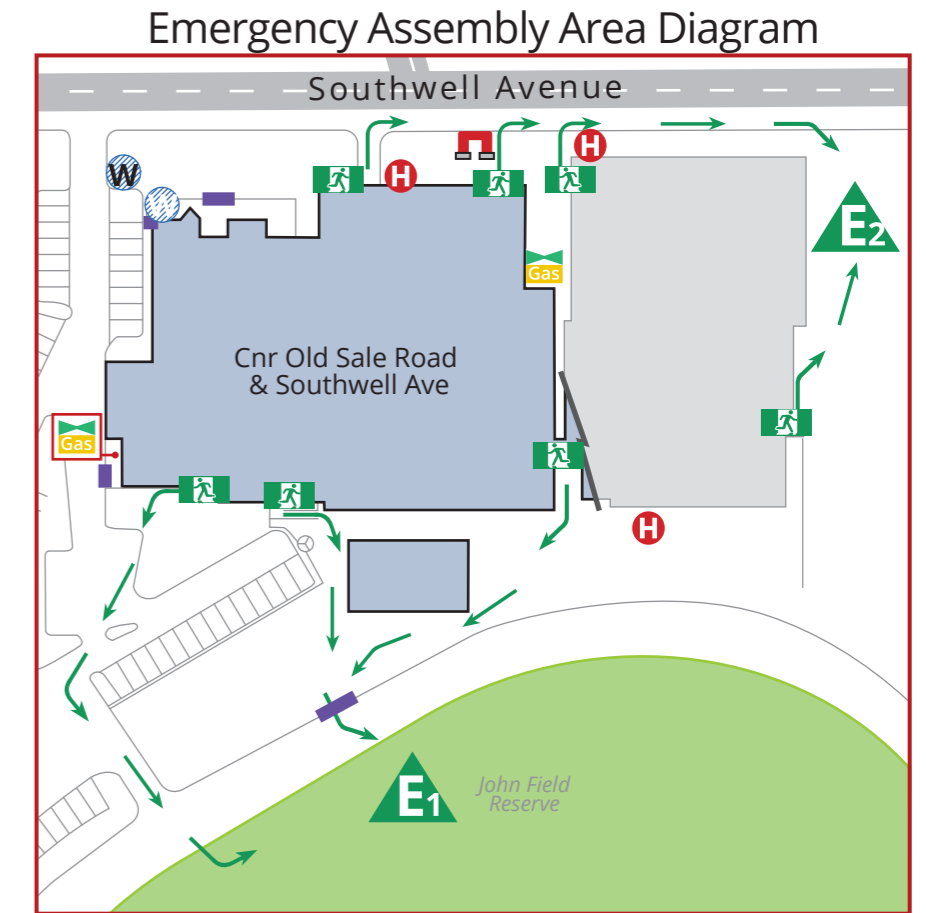 Emergency Assembly Area Diagram
Southwell Avenue
W
H
H
E2
Gas
Cnr Old Sale Road
& Southwell Ave
Gas
H
E1
John Field
Reserve